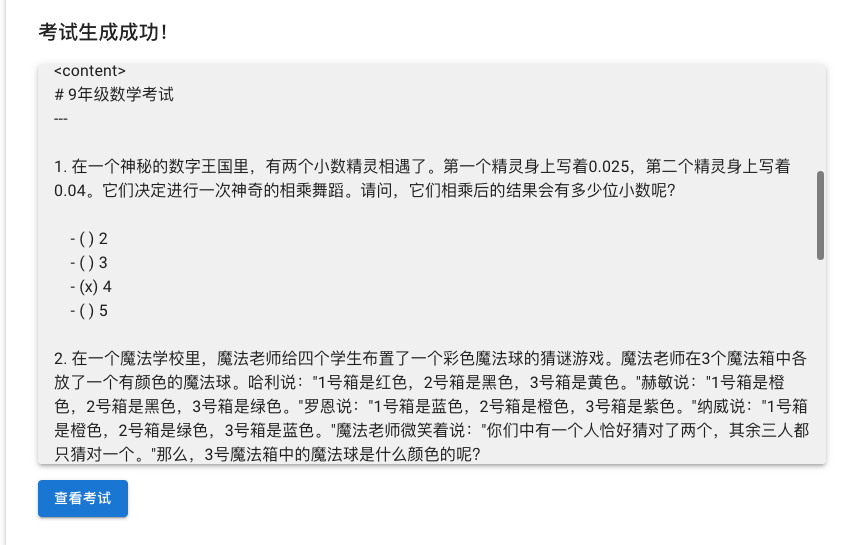 考试生成成功！
<content>
# 9年级数学考试
---
1. 在一个神秘的数字王国里，有两个小数精灵相遇了。第一个精灵身上写着0.025，第二个精灵身上写着
0.04。它们决定进行一次神奇的相乘舞蹈。请问，它们相乘后的结果会有多少位小数呢?
- ( ) 2
- ( ) 3
- (x) 4
- ( ) 5
2. 在一个魔法学校里，魔法老师给四个学生布置了一个彩色魔法球的猜谜游戏。魔法老师在3个魔法箱中各
放了一个有颜色的魔法球。哈利说："1号箱是红色，2号箱是黑色，3号箱是黄色。"赫敏说："1号箱是橙
色，2号箱是黑色，3号箱是绿色。"罗恩说："1号箱是蓝色，2号箱是橙色，3号箱是紫色。"纳威说："1号箱
是橙色，2号箱是绿色，3号箱是蓝色。"魔法老师微笑着说："你们中有一个人恰好猜对了两个，其余三人都
只猜对一个。"那么，3号魔法箱中的魔法球是什么颜色的呢?
查看考试